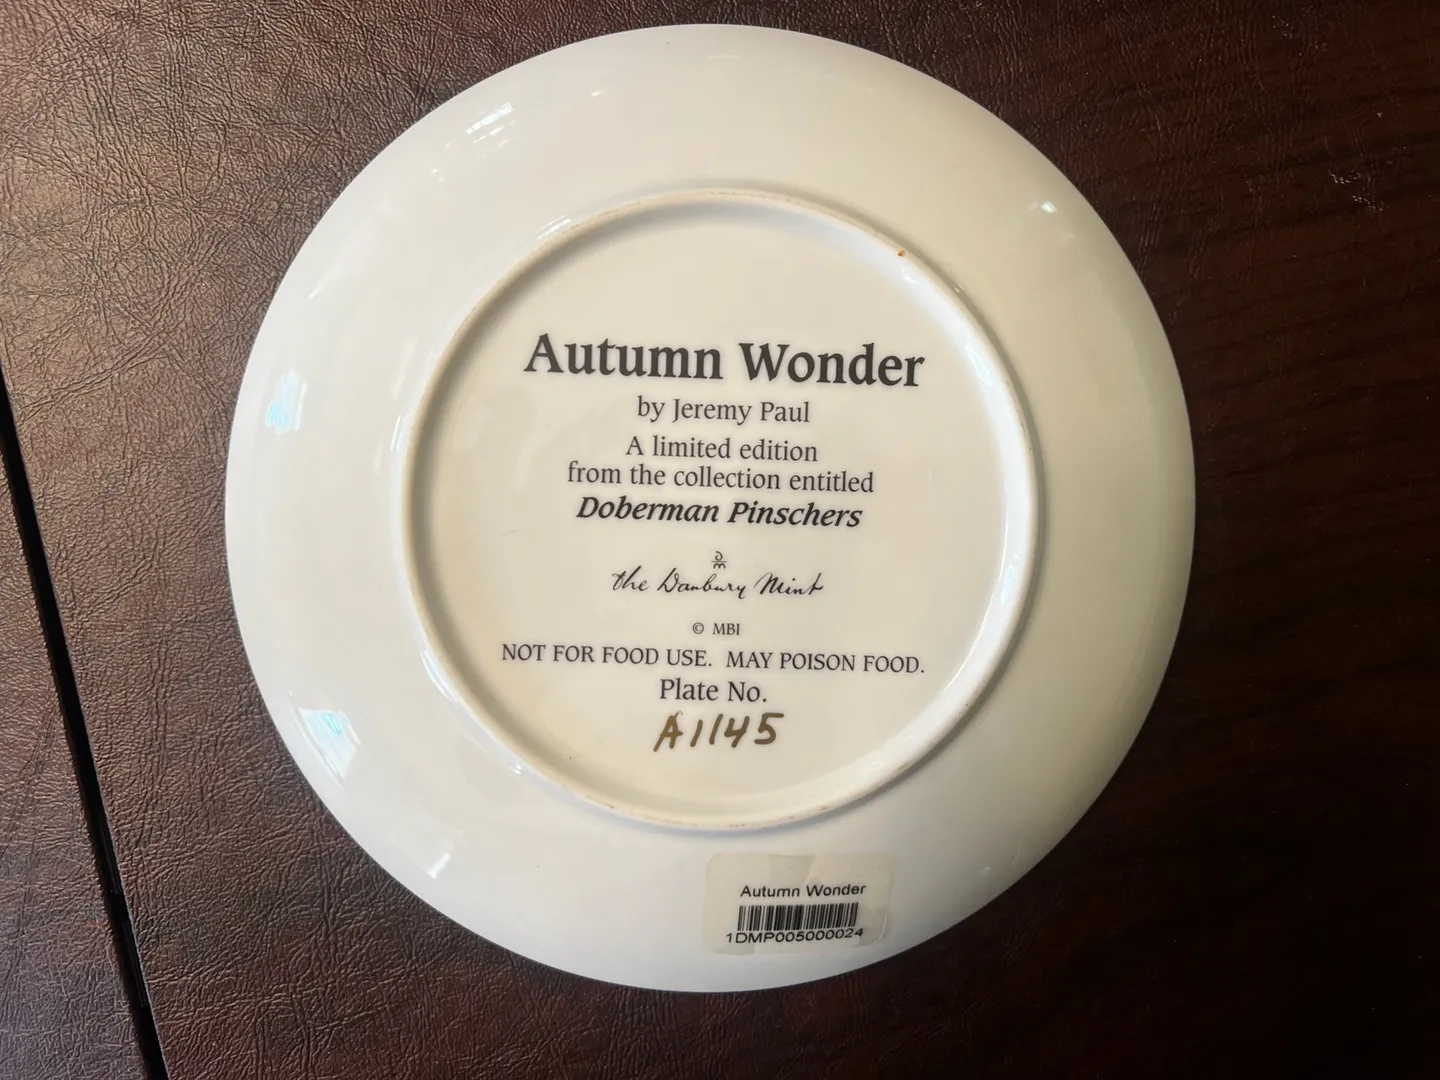 Autumn Wonder
by Jeremy Paul
A limited edition
from the collection entitled
Doberman Pinschers
the Danbury Mint
© MBI
NOT FOR FOOD USE. MAY POISON FOOD.
Plate No.
A1145
Autumn Wonder
1DMP005000024